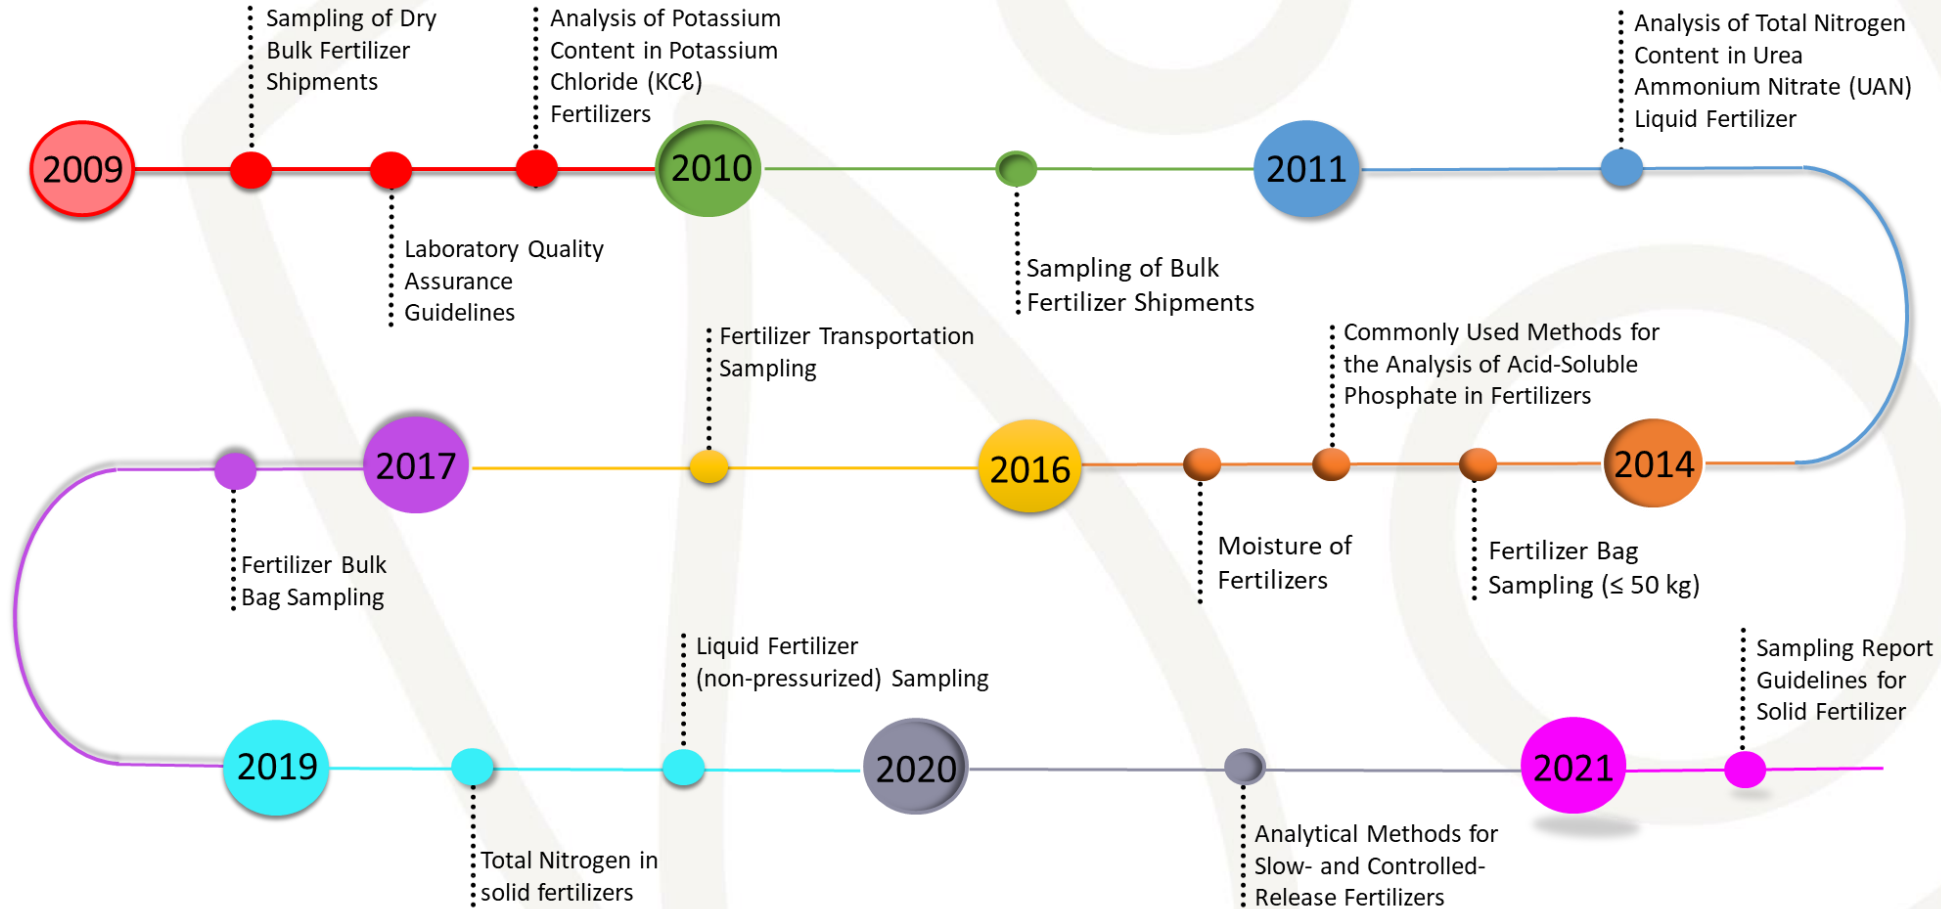 2009
Sampling of Dry
Bulk Fertilizer
Shipments
Laboratory Quality
Assurance
Guidelines
Analysis of Potassium
Content in Potassium
Chloride (KCℓ)
Fertilizers
2010
Sampling of Bulk
Fertilizer Shipments
2011
Analysis of Total Nitrogen
Content in Urea
Ammonium Nitrate (UAN)
Liquid Fertilizer
2014
Fertilizer Bag
Sampling (≤ 50 kg)
Commonly Used Methods for
the Analysis of Acid-Soluble
Phosphate in Fertilizers
Moisture of
Fertilizers
2016
Fertilizer Transportation
Sampling
2017
Fertilizer Bulk
Bag Sampling
2019
Total Nitrogen in
solid fertilizers
Liquid Fertilizer
(non-pressurized) Sampling
2020
Analytical Methods for
Slow- and Controlled-
Release Fertilizers
2021
Sampling Report
Guidelines for
Solid Fertilizer